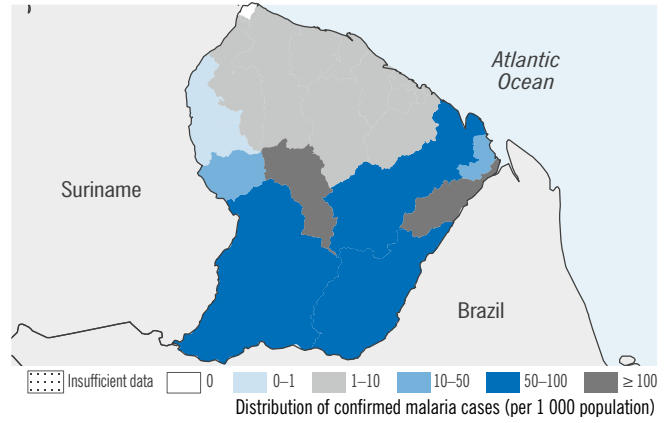 Atlantic
Ocean
Suriname
Brazil
Insufficient data 0 0–1 1–10 10–50 50–100 ≥ 100
Distribution of confirmed malaria cases (per 1 000 population)